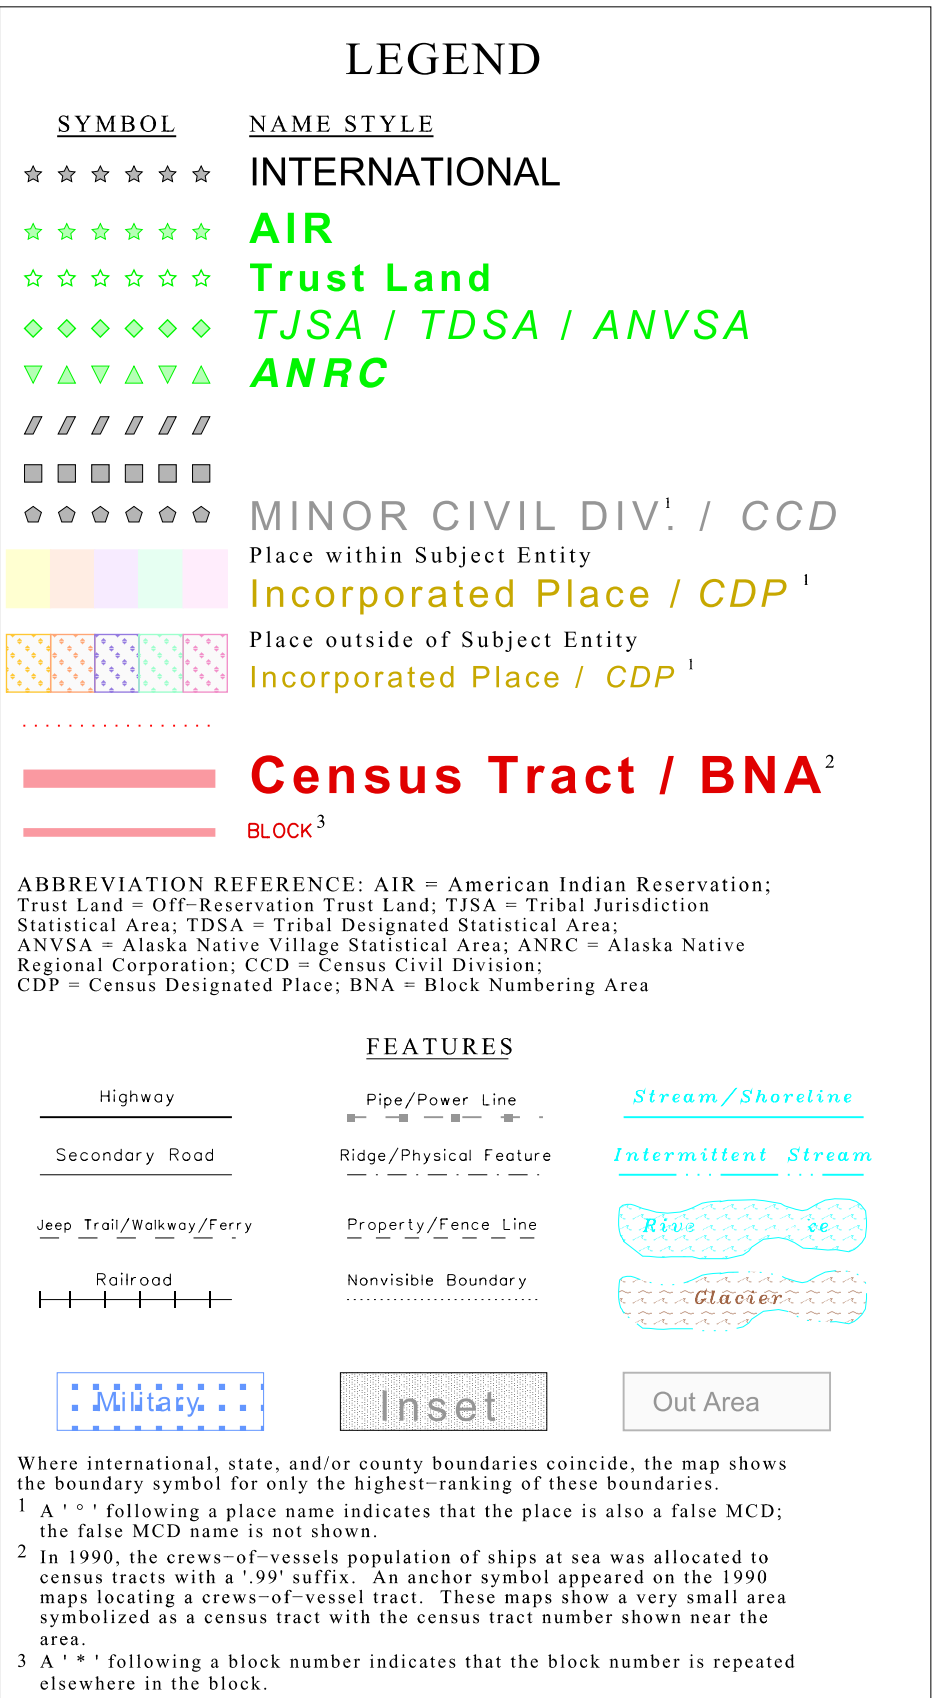 LEGEND
SYMBOL NAME STYLE
INTERNATIONAL
AIR
Trust Land
TJSA / TDSA / ANVSA
ANRC
MINOR CIVIL DIV.¹ / CCD
Place within Subject Entity
Incorporated Place / CDP ¹
Place outside of Subject Entity
Incorporated Place / CDP ¹
Census Tract / BNA²
BLOCK³
ABBREVIATION REFERENCE: AIR = American Indian Reservation;
Trust Land = Off−Reservation Trust Land; TJSA = Tribal Jurisdiction
Statistical Area; TDSA = Tribal Designated Statistical Area;
ANVSA = Alaska Native Village Statistical Area; ANRC = Alaska Native
Regional Corporation; CCD = Census Civil Division;
CDP = Census Designated Place; BNA = Block Numbering Area
FEATURES
Highway Pipe/Power Line Stream/Shoreline
Secondary Road Ridge/Physical Feature Intermittent Stream
Jeep Trail/Walkway/Ferry Property/Fence Line Rive ce
Railroad Nonvisible Boundary Glacier
Military Inset Out Area
Where international, state, and/or county boundaries coincide, the map shows
the boundary symbol for only the highest−ranking of these boundaries.
1 A ' ° ' following a place name indicates that the place is also a false MCD;
the false MCD name is not shown.
2 In 1990, the crews−of−vessels population of ships at sea was allocated to
census tracts with a '.99' suffix. An anchor symbol appeared on the 1990
maps locating a crews−of−vessel tract. These maps show a very small area
symbolized as a census tract with the census tract number shown near the
area.
3 A ' * ' following a block number indicates that the block number is repeated
elsewhere in the block.